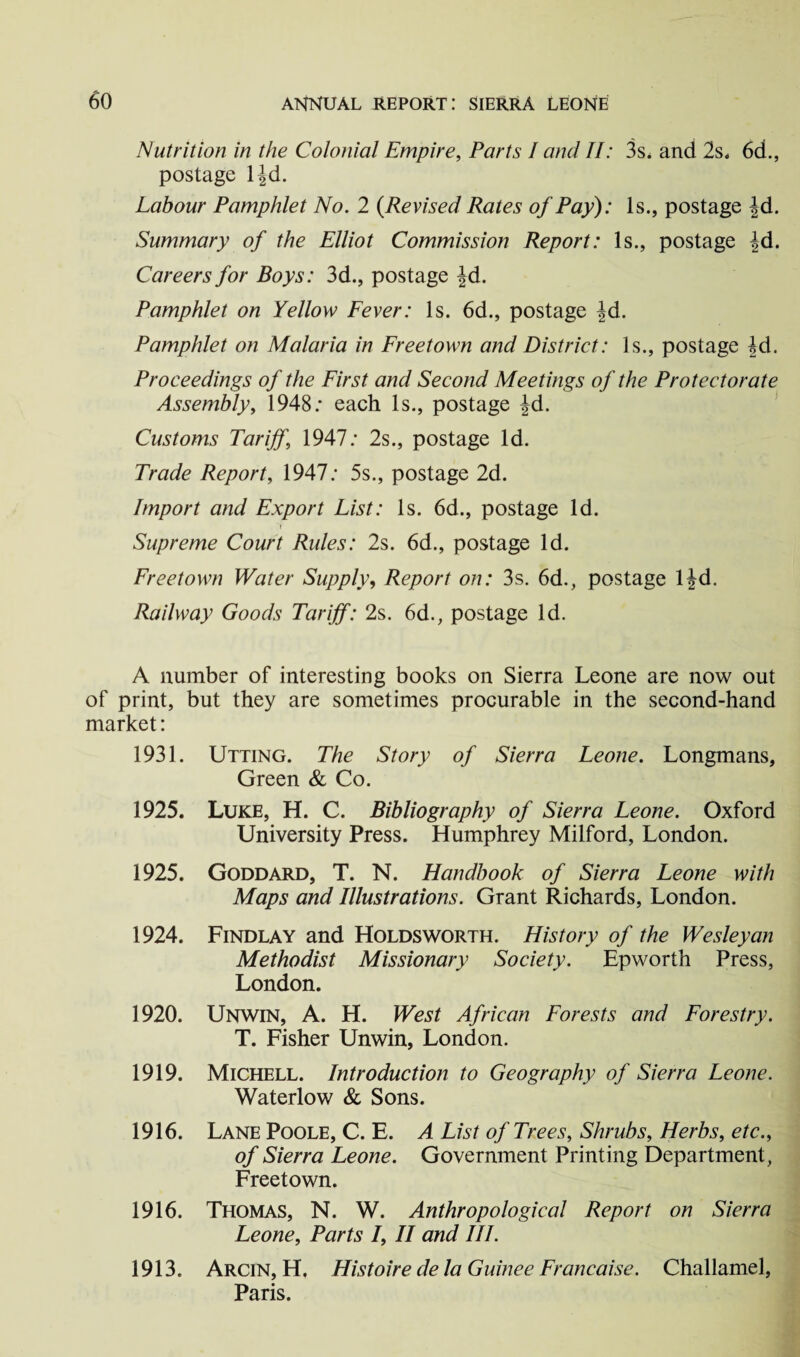 60 ANNUAL REPORT: SIERRA LEONE
Nutrition in the Colonial Empire, Parts I and II: 3s. and 2s. 6d.,
postage 1½d.
Labour Pamphlet No. 2 (Revised Rates of Pay): 1s., postage ½d.
Summary of the Elliot Commission Report: 1s., postage ½d.
Careers for Boys: 3d., postage ½d.
Pamphlet on Yellow Fever: 1s. 6d., postage ½d.
Pamphlet on Malaria in Freetown and District: 1s., postage ½d.
Proceedings of the First and Second Meetings of the Protectorate
Assembly, 1948: each 1s., postage ½d.
Customs Tariff, 1947: 2s., postage 1d.
Trade Report, 1947: 5s., postage 2d.
Import and Export List: 1s. 6d., postage 1d.
Supreme Court Rules: 2s. 6d., postage 1d.
Freetown Water Supply, Report on: 3s. 6d., postage 1½d.
Railway Goods Tariff: 2s. 6d., postage 1d.
A number of interesting books on Sierra Leone are now out
of print, but they are sometimes procurable in the second-hand
market:
1931. UTTING. The Story of Sierra Leone. Longmans,
Green & Co.
1925. LUKE, H. C. Bibliography of Sierra Leone. Oxford
University Press. Humphrey Milford, London.
1925. GODDARD, T. N. Handbook of Sierra Leone with
Maps and Illustrations. Grant Richards, London.
1924. FINDLAY and HOLDSWORTH. History of the Wesleyan
Methodist Missionary Society. Epworth Press,
London.
1920. UNWIN, A. H. West African Forests and Forestry.
T. Fisher Unwin, London.
1919. MICHELL. Introduction to Geography of Sierra Leone.
Waterlow & Sons.
1916. LANE POOLE, C. E. A List of Trees, Shrubs, Herbs, etc.,
of Sierra Leone. Government Printing Department,
Freetown.
1916. THOMAS, N. W. Anthropological Report on Sierra
Leone, Parts I, II and III.
1913. ARCIN, H. Histoire de la Guinee Francaise. Challamel,
Paris.